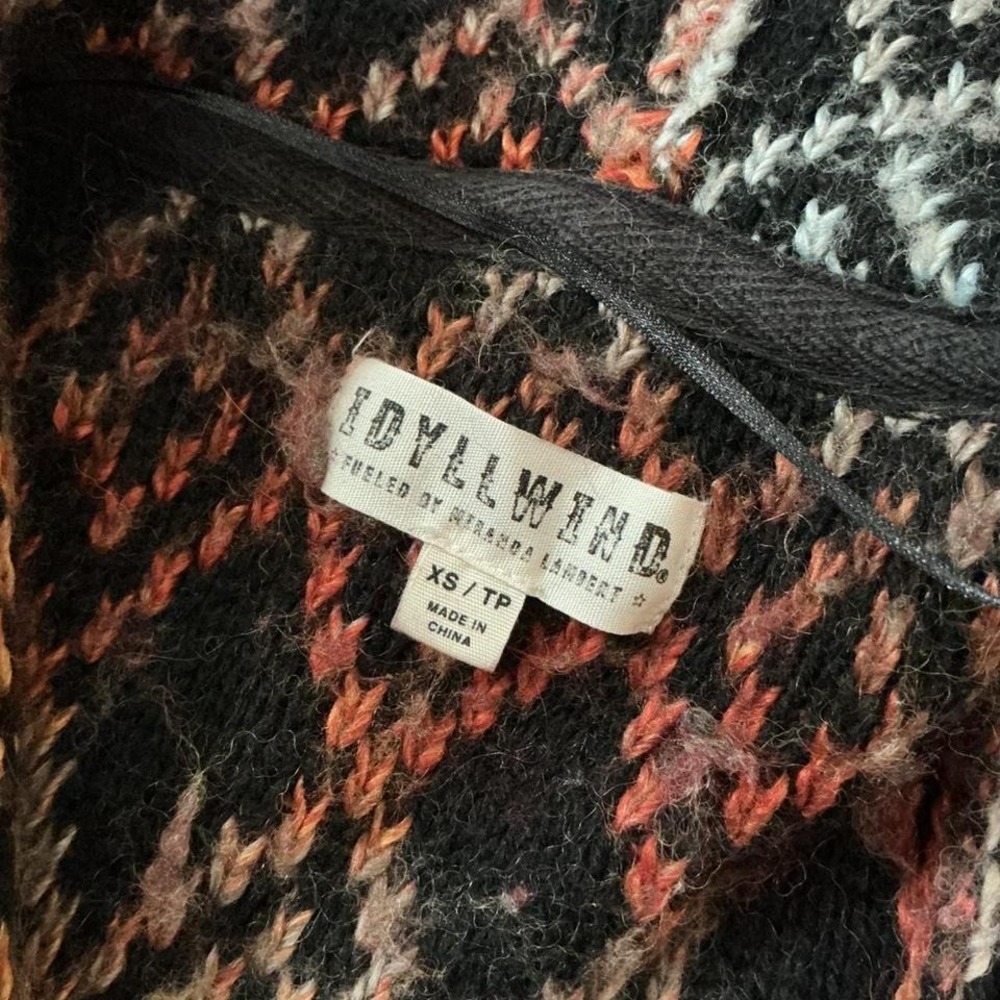 IDYLLWIND®
☆ FUELED BY MIRANDA LAMBERT ☆
XS / TP
MADE IN
CHINA